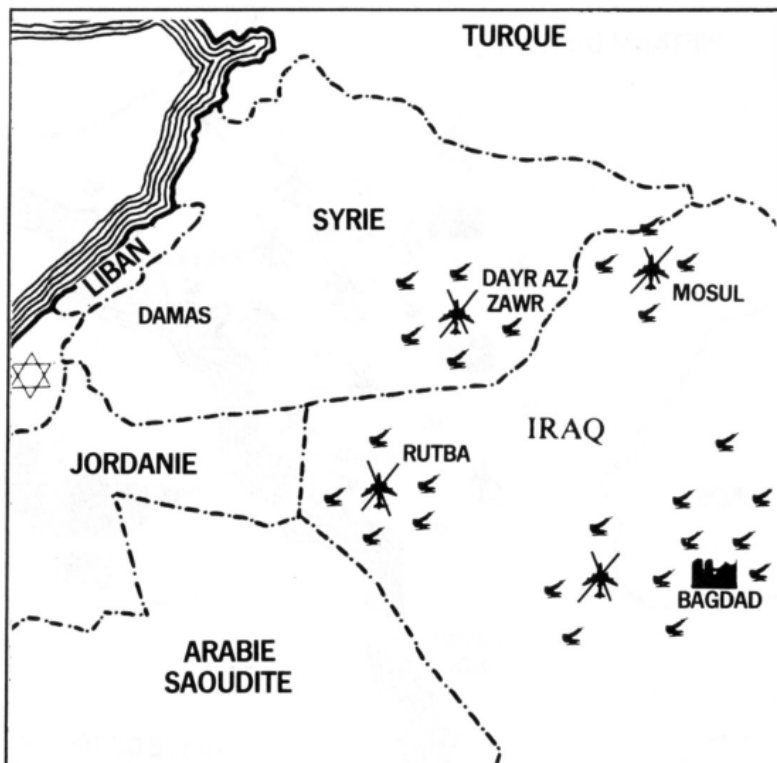 TURQUE
SYRIE
LIBAN
DAYR AZ
ZAWR
MOSUL
DAMAS
IRAQ
RUTBA
JORDANIE
BAGDAD
ARABIE
SAOUDITE